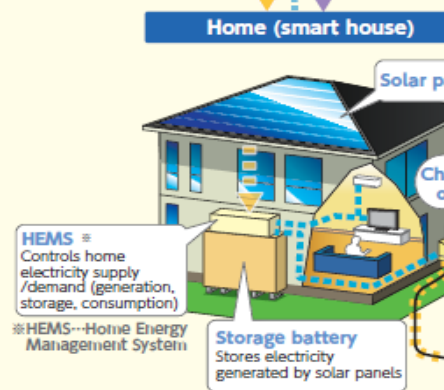 Home (smart house)
Solar p
Ch
HEMS ※
Controls home
electricity supply
/demand (generation,
storage, consumption)
※HEMS···Home Energy
Management System
Storage battery
Stores electricity
generated by solar panels